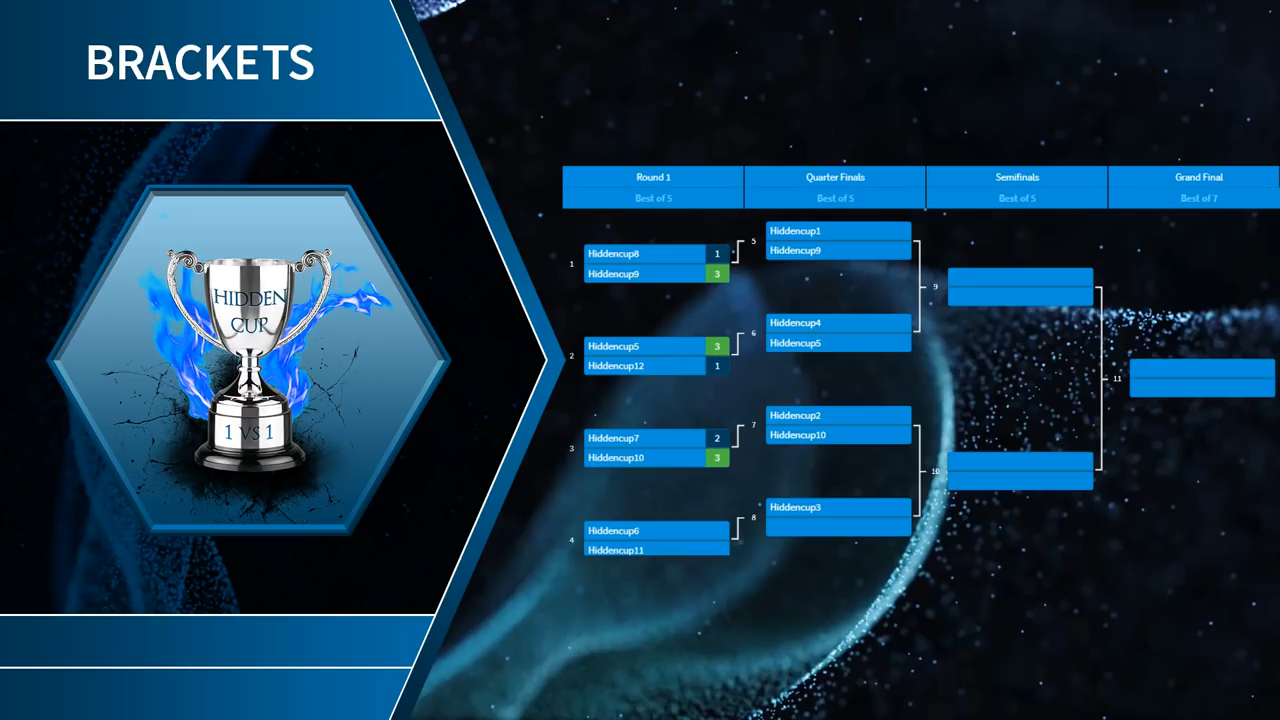 BRACKETS
HIDDEN
CUP
1 VS 1
Round 1
Best of 5
Quarter Finals
Best of 5
Semifinals
Best of 5
Grand Final
Best of 7
1
Hiddencup8 1
Hiddencup9 3
2
Hiddencup5 3
Hiddencup12 1
3
Hiddencup7 2
Hiddencup10 3
4
Hiddencup6
Hiddencup11
5
Hiddencup1
Hiddencup9
6
Hiddencup4
Hiddencup5
7
Hiddencup2
Hiddencup10
8
Hiddencup3
9
10
11